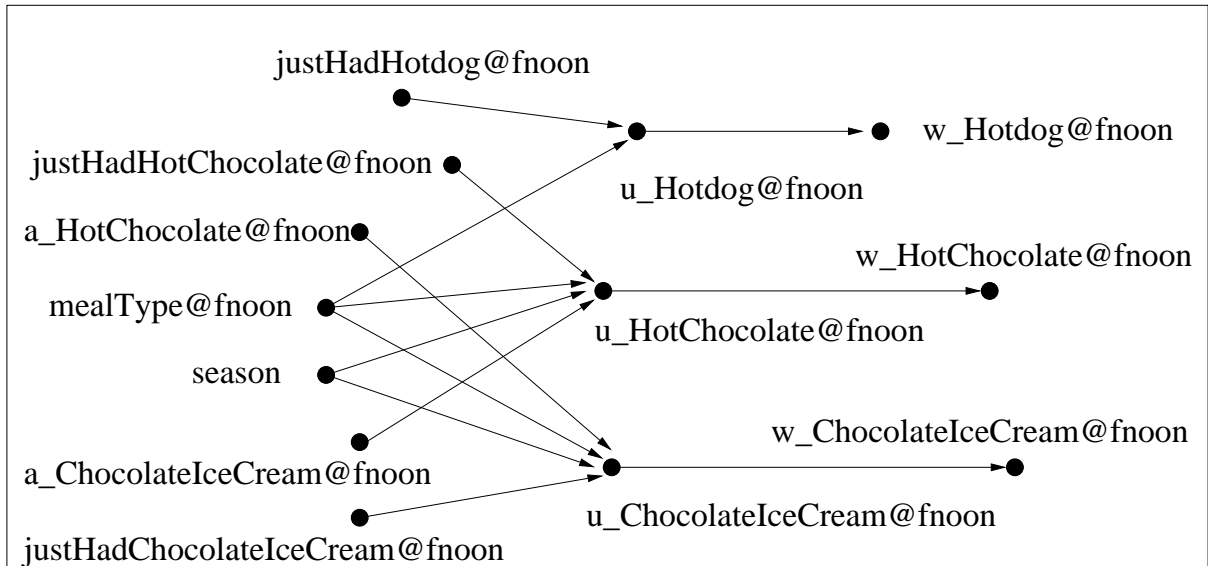 justHadHotdog@fnoon
w_Hotdog@fnoon
justHadHotChocolate@fnoon
u_Hotdog@fnoon
a_HotChocolate@fnoon
w_HotChocolate@fnoon
mealType@fnoon
u_HotChocolate@fnoon
season
w_ChocolateIceCream@fnoon
a_ChocolateIceCream@fnoon
u_ChocolateIceCream@fnoon
justHadChocolateIceCream@fnoon